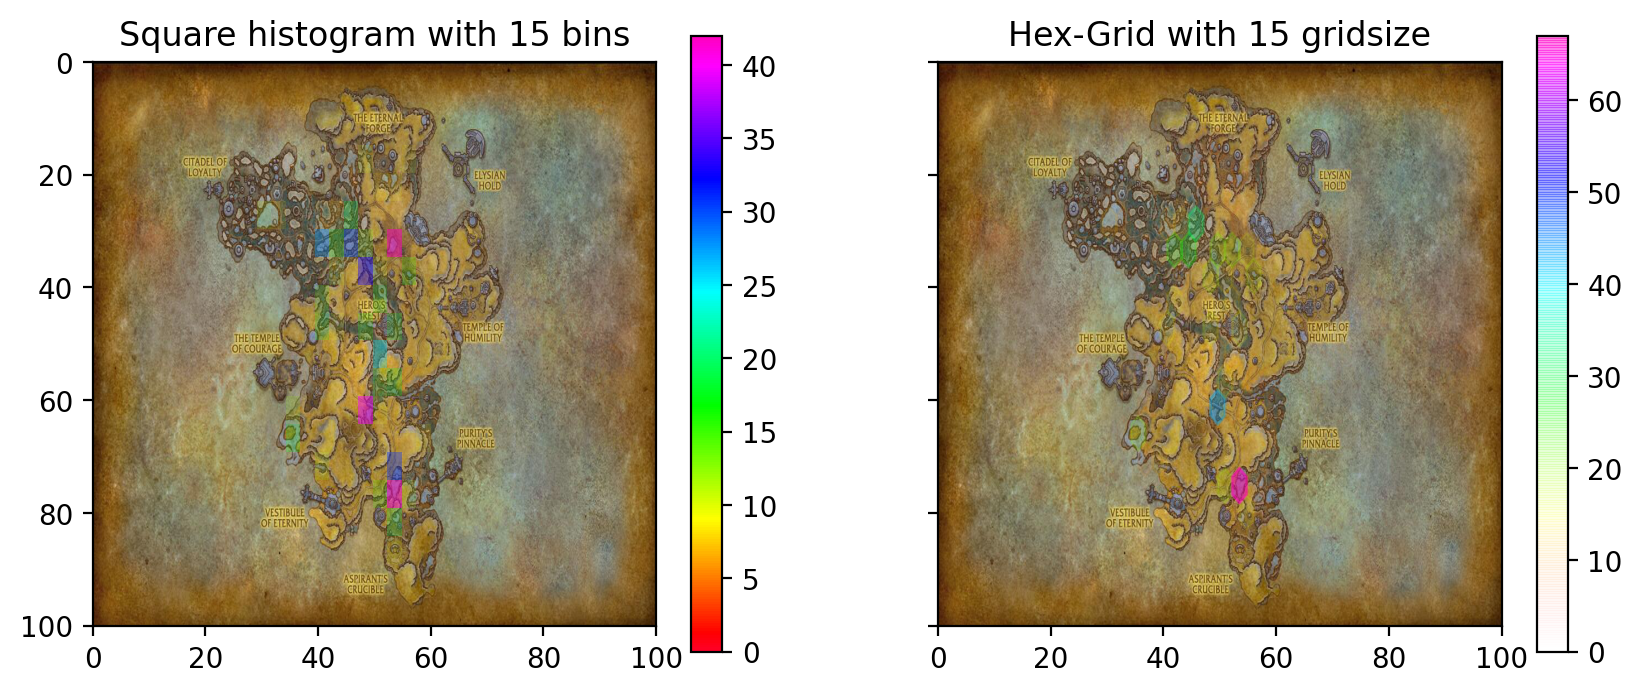 Square histogram with 15 bins
Hex-Grid with 15 gridsize
0
20
40
60
80
100
0
20
40
60
80
100
THE ETERNAL
FORGE
CITADEL OF
LOYALTY
ELYSIAN
HOLD
HERO'S
REST
TEMPLE OF
HUMILITY
THE TEMPLE
OF COURAGE
PURITY'S
PINNACLE
VESTIBULE
OF ETERNITY
ASPIRANT'S
CRUCIBLE
40
35
30
25
20
15
10
5
0
THE ETERNAL
FORGE
CITADEL OF
LOYALTY
ELYSIAN
HOLD
HERO'S
REST
TEMPLE OF
HUMILITY
THE TEMPLE
OF COURAGE
PURITY'S
PINNACLE
VESTIBULE
OF ETERNITY
ASPIRANT'S
CRUCIBLE
0
20
40
60
80
100
60
50
40
30
20
10
0